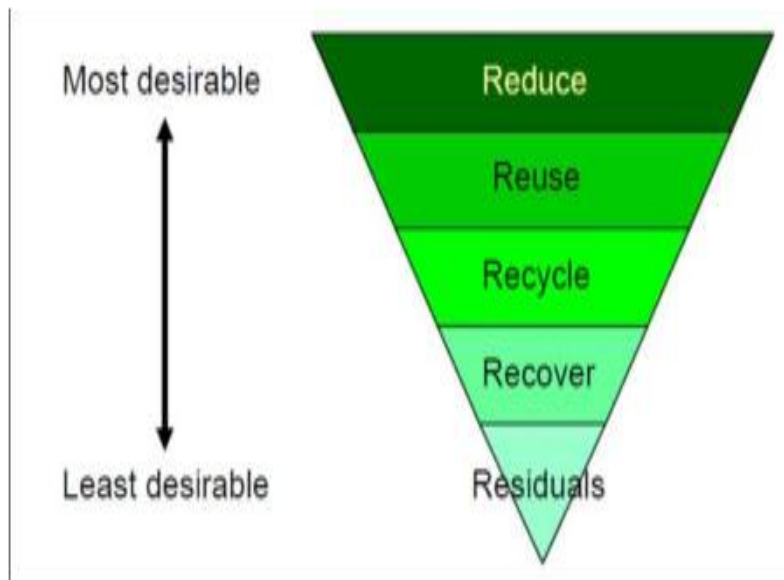 Most desirable
Reduce
Reuse
Recycle
Recover
Least desirable
Residuals